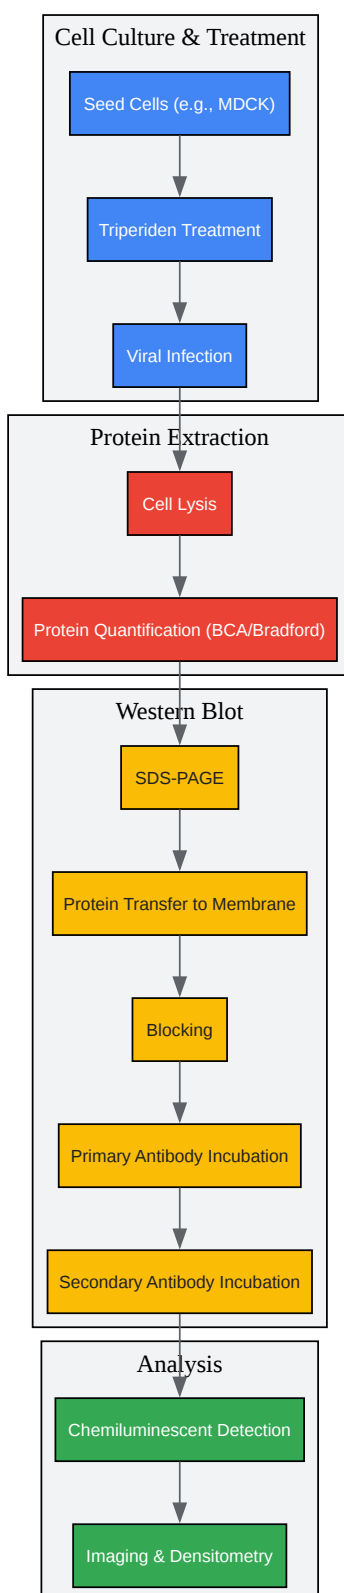 Cell Culture & Treatment
Seed Cells (e.g., MDCK)
Triperiden Treatment
Viral Infection
Protein Extraction
Cell Lysis
Protein Quantification (BCA/Bradford)
Western Blot
SDS-PAGE
Protein Transfer to Membrane
Blocking
Primary Antibody Incubation
Secondary Antibody Incubation
Analysis
Chemiluminescent Detection
Imaging & Densitometry